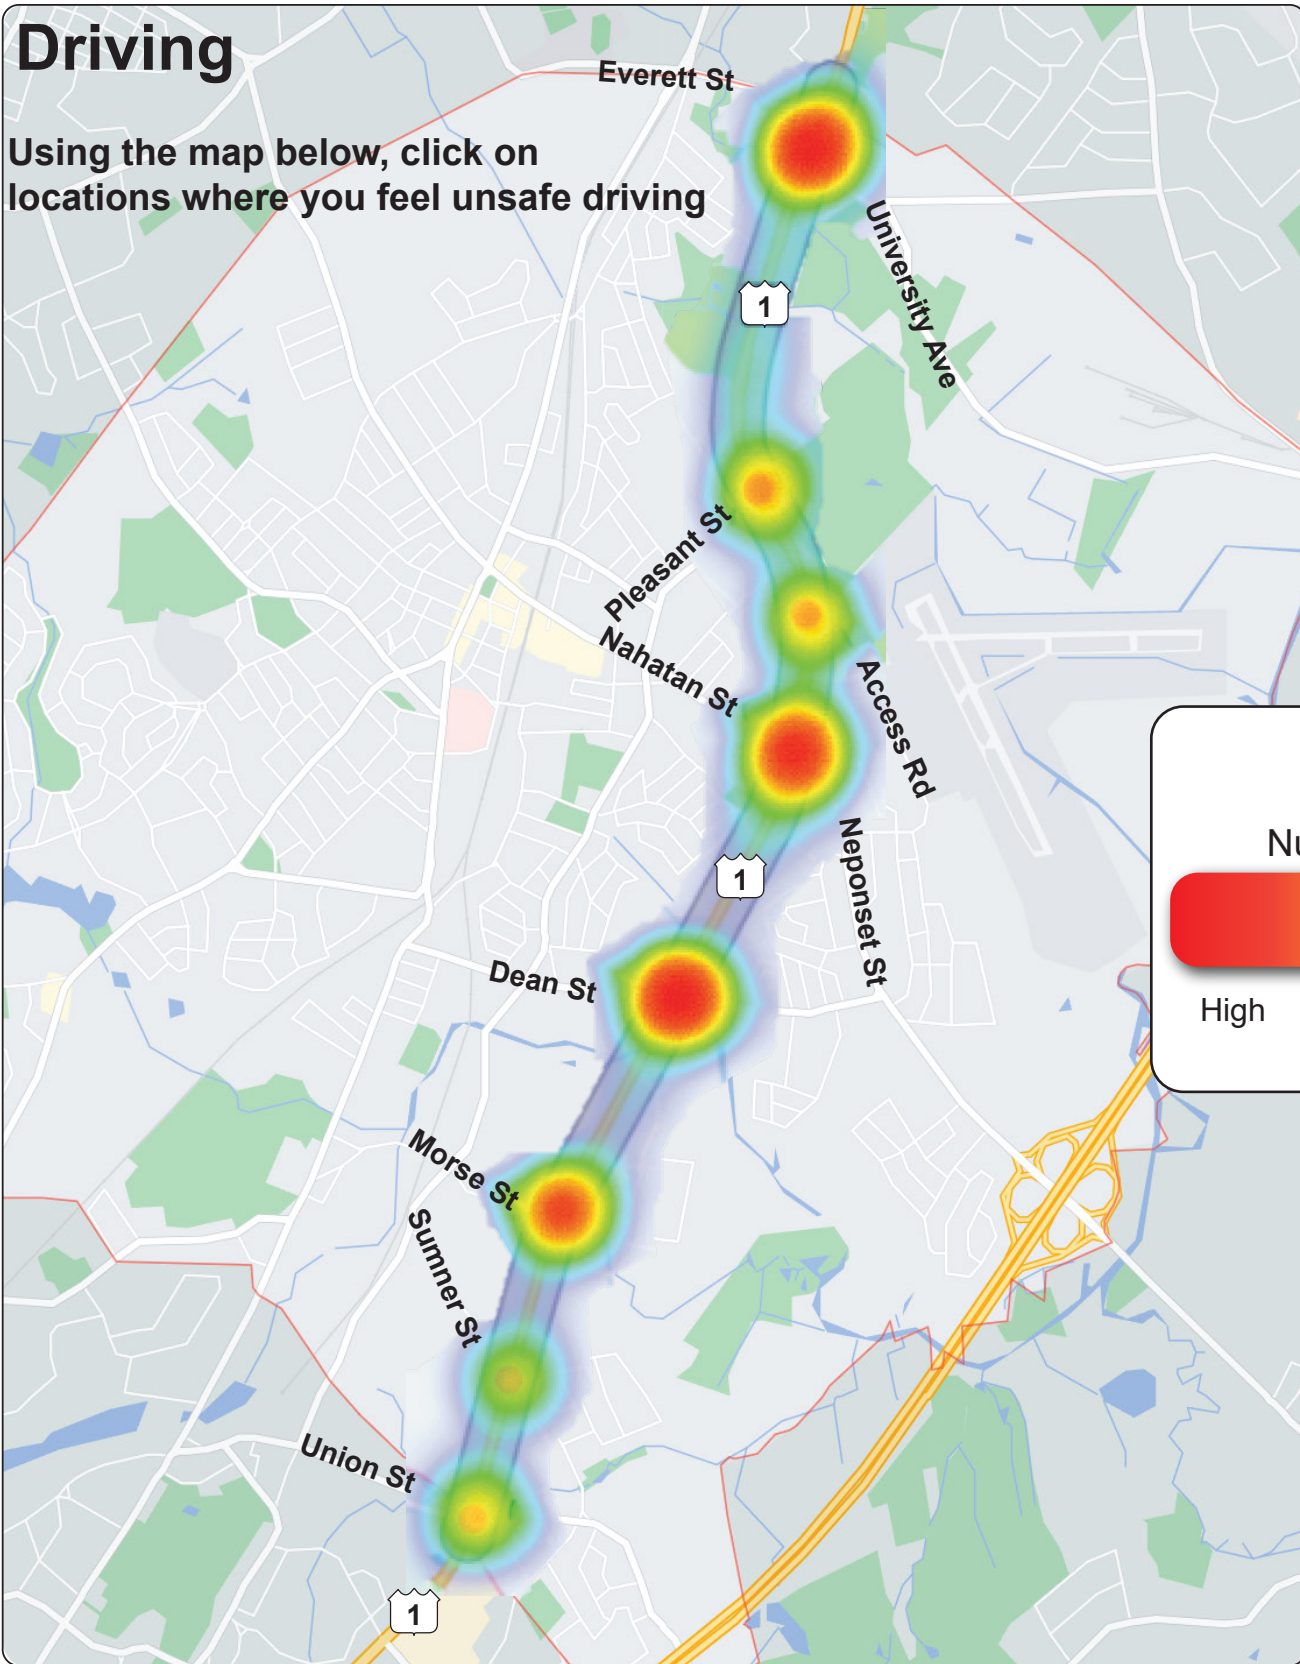 Driving
Using the map below, click on
locations where you feel unsafe driving
Everett St
University Ave
1
Pleasant St
Nahatan St
Access Rd
Neponset St
1
Dean St
High
Morse St
Sumner St
Union St
1